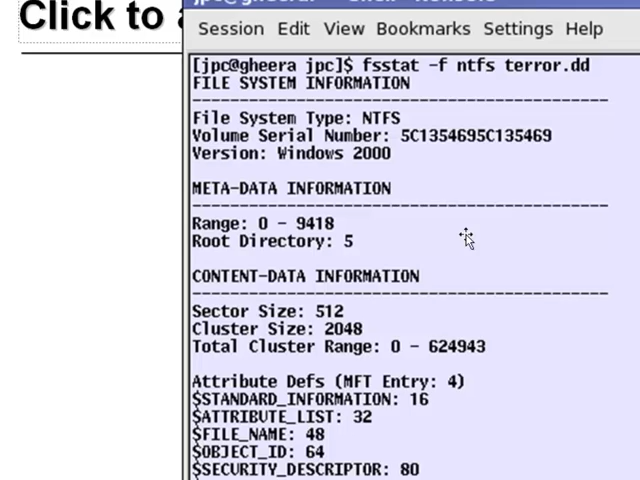 Click to
Session Edit View Bookmarks Settings Help
[jpc@gheera jpc]$ fsstat -f ntfs terror.dd
FILE SYSTEM INFORMATION
--------------------------------------------
File System Type: NTFS
Volume Serial Number: 5C1354695C135469
Version: Windows 2000
META-DATA INFORMATION
--------------------------------------------
Range: 0 - 9418
Root Directory: 5
CONTENT-DATA INFORMATION
--------------------------------------------
Sector Size: 512
Cluster Size: 2048
Total Cluster Range: 0 - 624943
Attribute Defs (MFT Entry: 4)
$STANDARD_INFORMATION: 16
$ATTRIBUTE_LIST: 32
$FILE_NAME: 48
$OBJECT_ID: 64
$SECURITY_DESCRIPTOR: 80